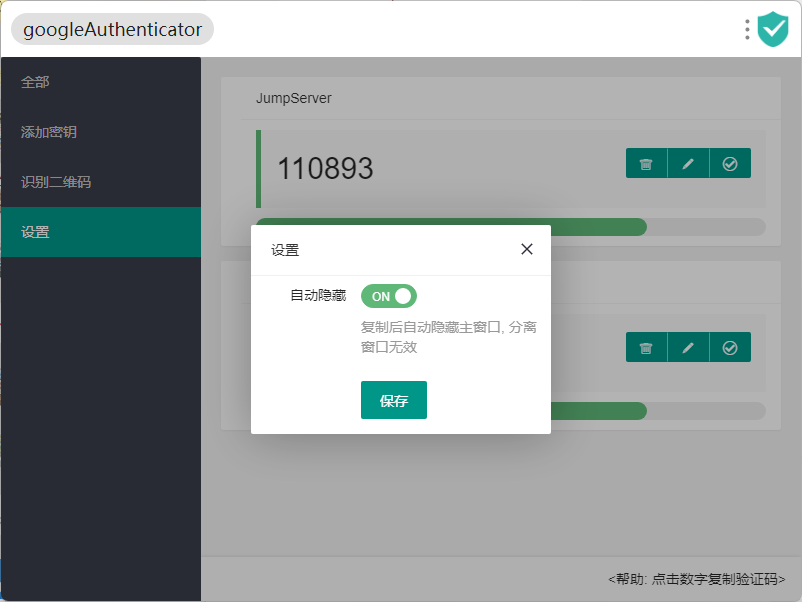 googleAuthenticator
全部
添加密钥
识别二维码
设置
JumpServer
110893
设置
自动隐藏
ON
复制后自动隐藏主窗口, 分离
窗口无效
保存
<帮助: 点击数字复制验证码>